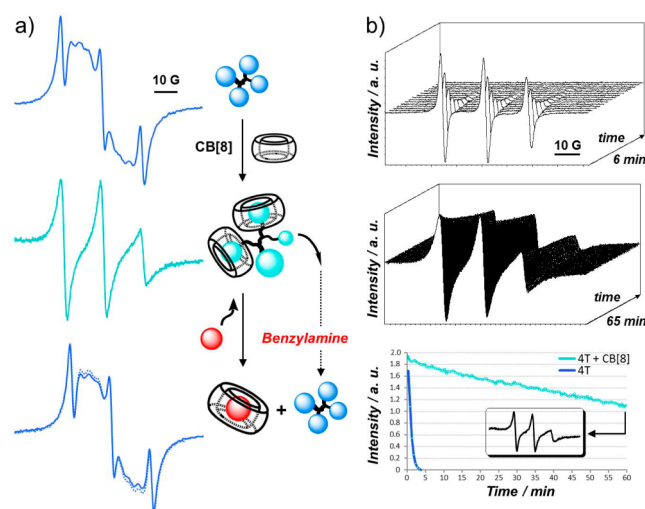 a)
10 G
CB[8]
Benzylamine
+
b)
Intensity / a. u.
10 G
time
6 min
Intensity / a. u.
time
65 min
Intensity / a. u.
2.0
1.8
1.6
1.4
1.2
1.0
0.8
0.6
0.4
0.2
0
4T + CB[8]
4T
0 5 10 15 20 25 30 35 40 45 50 55 60
Time / min